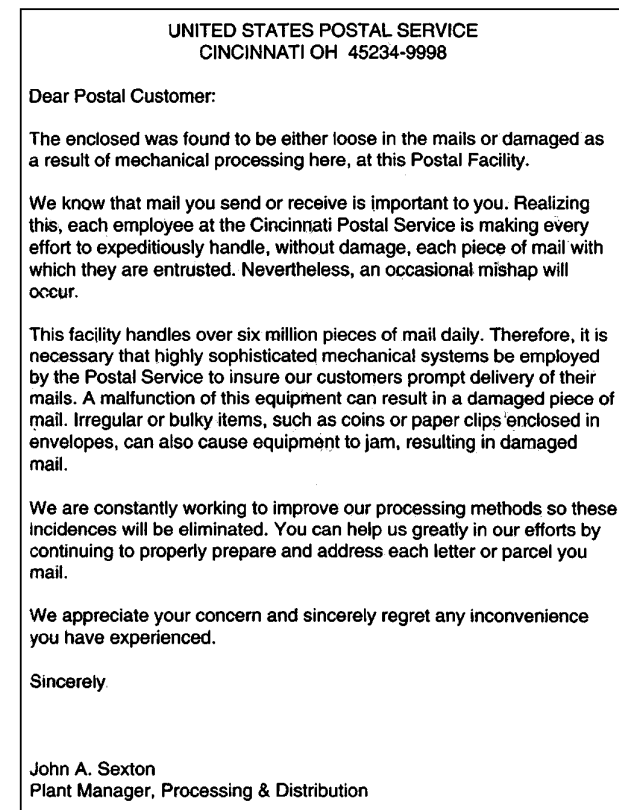 UNITED STATES POSTAL SERVICE
CINCINNATI OH 45234-9998
Dear Postal Customer:
The enclosed was found to be either loose in the mails or damaged as
a result of mechanical processing here, at this Postal Facility.
We know that mail you send or receive is important to you. Realizing
this, each employee at the Cincinnati Postal Service is making every
effort to expeditiously handle, without damage, each piece of mail with
which they are entrusted. Nevertheless, an occasional mishap will
occur.
This facility handles over six million pieces of mail daily. Therefore, it is
necessary that highly sophisticated mechanical systems be employed
by the Postal Service to insure our customers prompt delivery of their
mails. A malfunction of this equipment can result in a damaged piece of
mail. Irregular or bulky items, such as coins or paper clips enclosed in
envelopes, can also cause equipment to jam, resulting in damaged
mail.
We are constantly working to improve our processing methods so these
incidences will be eliminated. You can help us greatly in our efforts by
continuing to properly prepare and address each letter or parcel you
mail.
We appreciate your concern and sincerely regret any inconvenience
you have experienced.
Sincerely
John A. Sexton
Plant Manager, Processing & Distribution